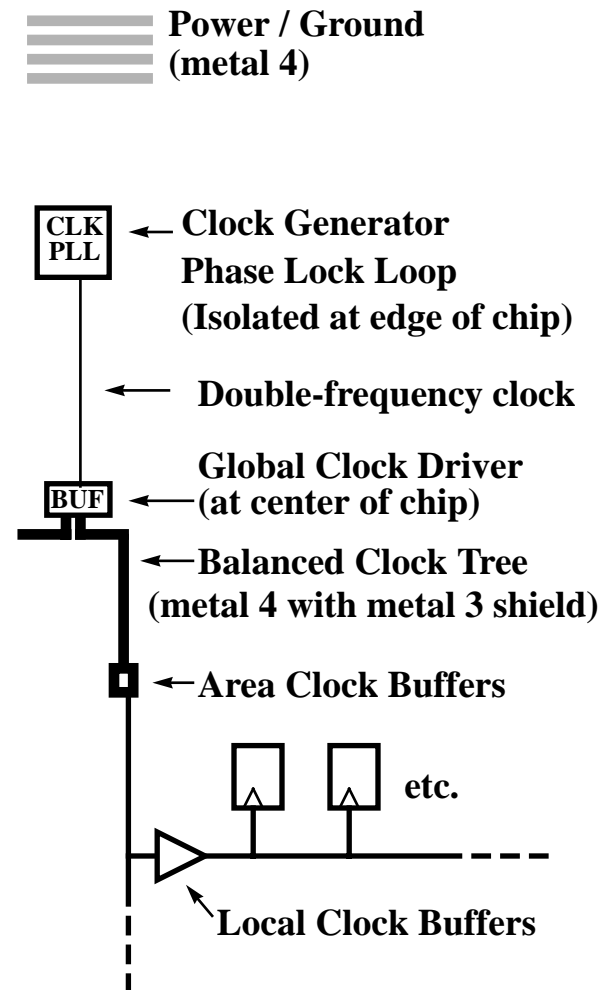 Power / Ground
(metal 4)
CLK
PLL
Clock Generator
Phase Lock Loop
(Isolated at edge of chip)
Double-frequency clock
BUF
Global Clock Driver
(at center of chip)
Balanced Clock Tree
(metal 4 with metal 3 shield)
Area Clock Buffers
etc.
Local Clock Buffers